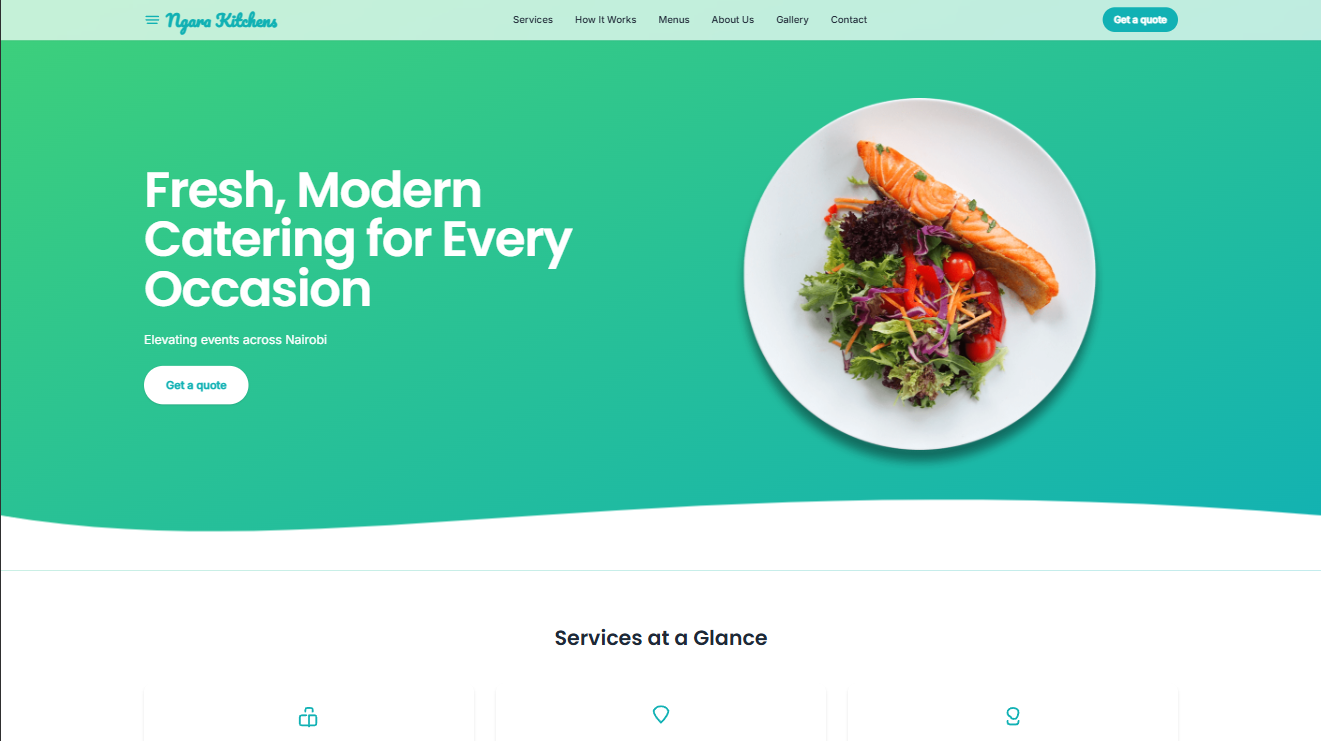 Ngara Kitchens
Services
How It Works
Menus
About Us
Gallery
Contact
Get a quote
Fresh, Modern
Catering for Every
Occasion
Elevating events across Nairobi
Get a quote
Services at a Glance